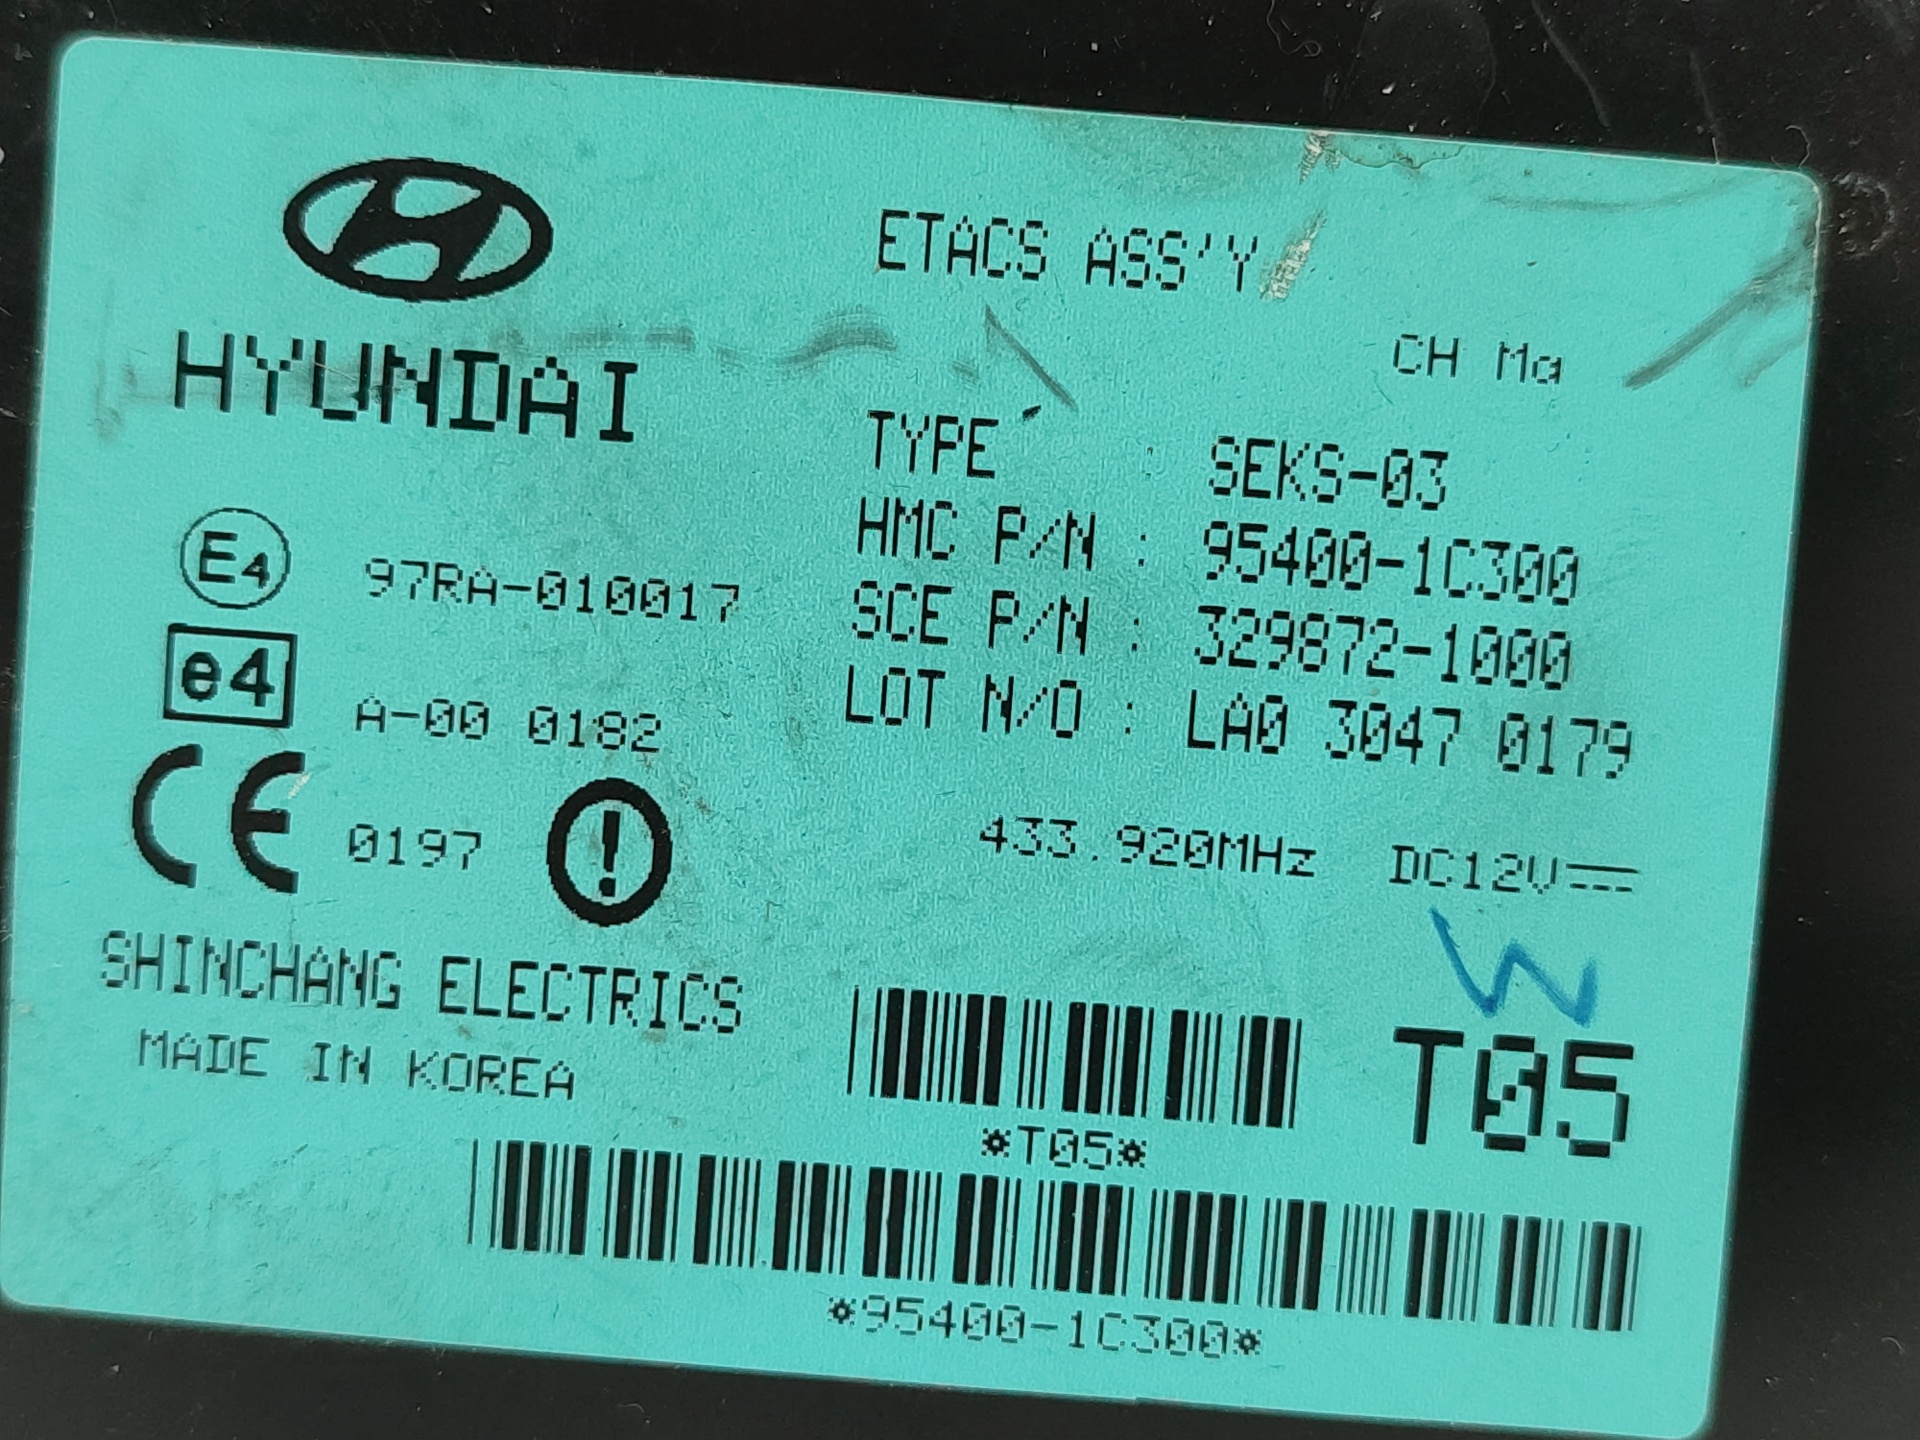 ETACS ASS'Y
HYUNDAI
CH Ma
TYPE : SEKS-03
HMC P/N : 95400-1C300
SCE P/N : 329872-1000
LOT N/O : LA0 3047 0179
E4 97RA-010017
e4 A-00 0182
CE 0197
433.920MHz DC12V
W
SHINCHANG ELECTRICS
MADE IN KOREA
T05
*T05*
*95400-1C300*